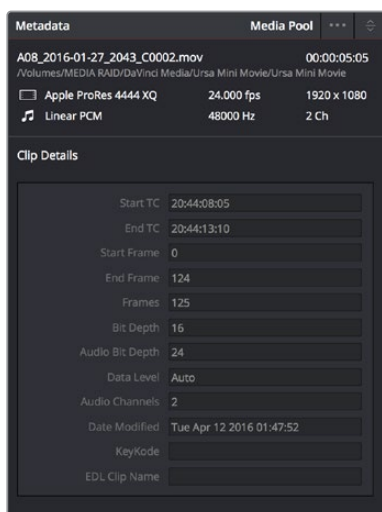 Metadata Media Pool •••
A08_2016-01-27_2043_C0002.mov 00:00:05:05
/Volumes/MEDIA RAID/DaVinci Media/Ursa Mini Movie/Ursa Mini Movie
Apple ProRes 4444 XQ 24.000 fps 1920 x 1080
Linear PCM 48000 Hz 2 Ch
Clip Details
Start TC 20:44:08:05
End TC 20:44:13:10
Start Frame 0
End Frame 124
Frames 125
Bit Depth 16
Audio Bit Depth 24
Data Level Auto
Audio Channels 2
Date Modified Tue Apr 12 2016 01:47:52
KeyKode
EDL Clip Name